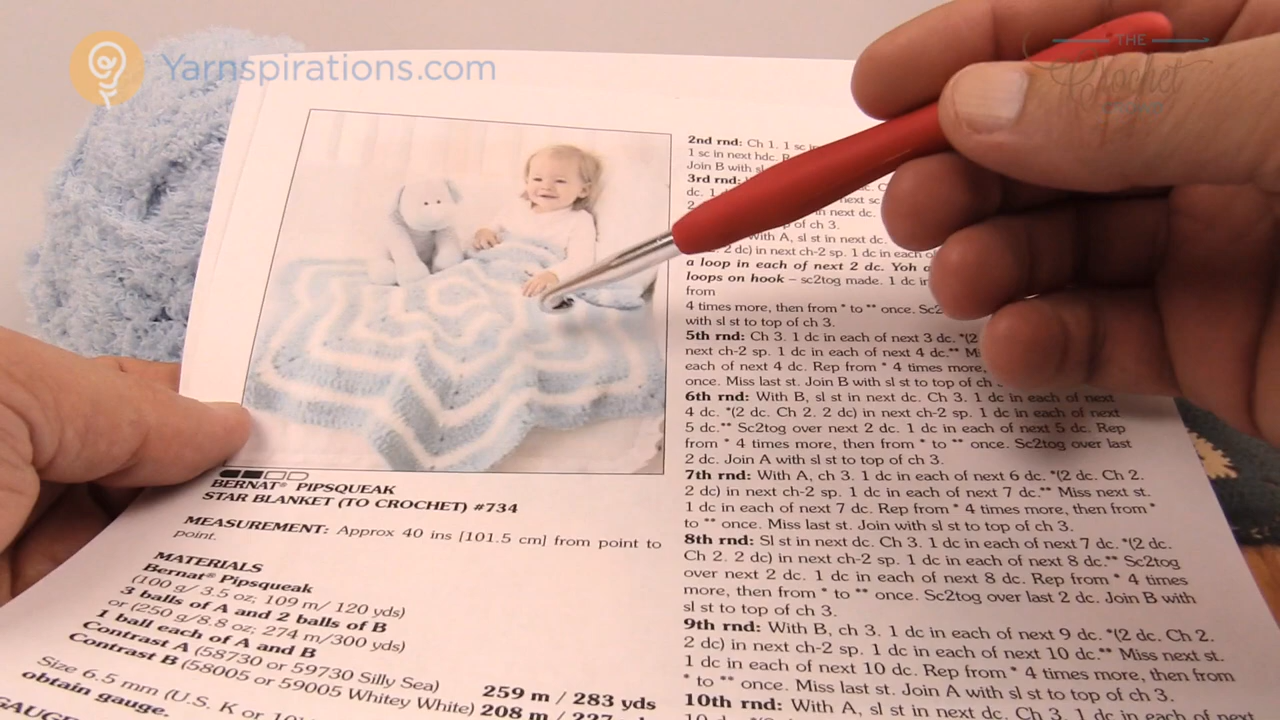 Yarnspirations.com
THE
Crochet
BERNAT® PIPSQUEAK
STAR BLANKET (TO CROCHET) #734
MEASUREMENT: Approx 40 ins [101.5 cm] from point to
point.
MATERIALS
Bernat® Pipsqueak
(100 g/ 3.5 oz; 109 m/ 120 yds)
3 balls of A and 2 balls of B
or (250 g/8.8 oz; 274 m/300 yds)
1 ball each of A and B
Contrast A (58730 or 59730 Silly Sea) 259 m / 283 yds
Contrast B (58005 or 59005 Whitey White) 208 m / 227
Size 6.5 mm (U.S. K or
obtain gauge.
2nd rnd: Ch 1. 1 sc in
1 sc in next hdc.
Join B with sl
3rd rnd:
dc. 1
2 next sc
in next dc.
of ch 3.
With A, sl st in next dc.
2 dc) in next ch-2 sp. 1 dc in each of
a loop in each of next 2 dc. Yoh
loops on hook – sc2tog made. 1 dc
from
4 times more, then from * to ** once.
with sl st to top of ch 3.
5th rnd: Ch 3. 1 dc in each of next 3 dc. *(2
next ch-2 sp. 1 dc in each of next 4 dc.**
each of next 4 dc. Rep from * 4 times more,
once. Miss last st. Join B with sl st to top of ch
6th rnd: With B, sl st in next dc. Ch 3. 1 dc in each of next
4 dc. *(2 dc. Ch 2. 2 dc) in next ch-2 sp. 1 dc in each of next
5 dc.** Sc2tog over next 2 dc. 1 dc in each of next 5 dc. Rep
from * 4 times more, then from * to ** once. Sc2tog over last
2 dc. Join A with sl st to top of ch 3.
7th rnd: With A, ch 3. 1 dc in each of next 6 dc. *(2 dc. Ch 2.
2 dc) in next ch-2 sp. 1 dc in each of next 7 dc.** Miss next st.
1 dc in each of next 7 dc. Rep from * 4 times more, then from *
to ** once. Miss last st. Join with sl st to top of ch 3.
8th rnd: Sl st in next dc. Ch 3. 1 dc in each of next 7 dc. *(2 dc.
Ch 2. 2 dc) in next ch-2 sp. 1 dc in each of next 8 dc.** Sc2tog
over next 2 dc. 1 dc in each of next 8 dc. Rep from * 4 times
more, then from * to ** once. Sc2tog over last 2 dc. Join B with
sl st to top of ch 3.
9th rnd: With B, ch 3. 1 dc in each of next 9 dc. *(2 dc. Ch 2.
2 dc) in next ch-2 sp. 1 dc in each of next 10 dc.** Miss next st.
1 dc in each of next 10 dc. Rep from * 4 times more, then from
* to ** once. Miss last st. Join A with sl st to top of ch 3.
10th rnd: With A, sl st in next dc. Ch 3. 1 dc in each of next